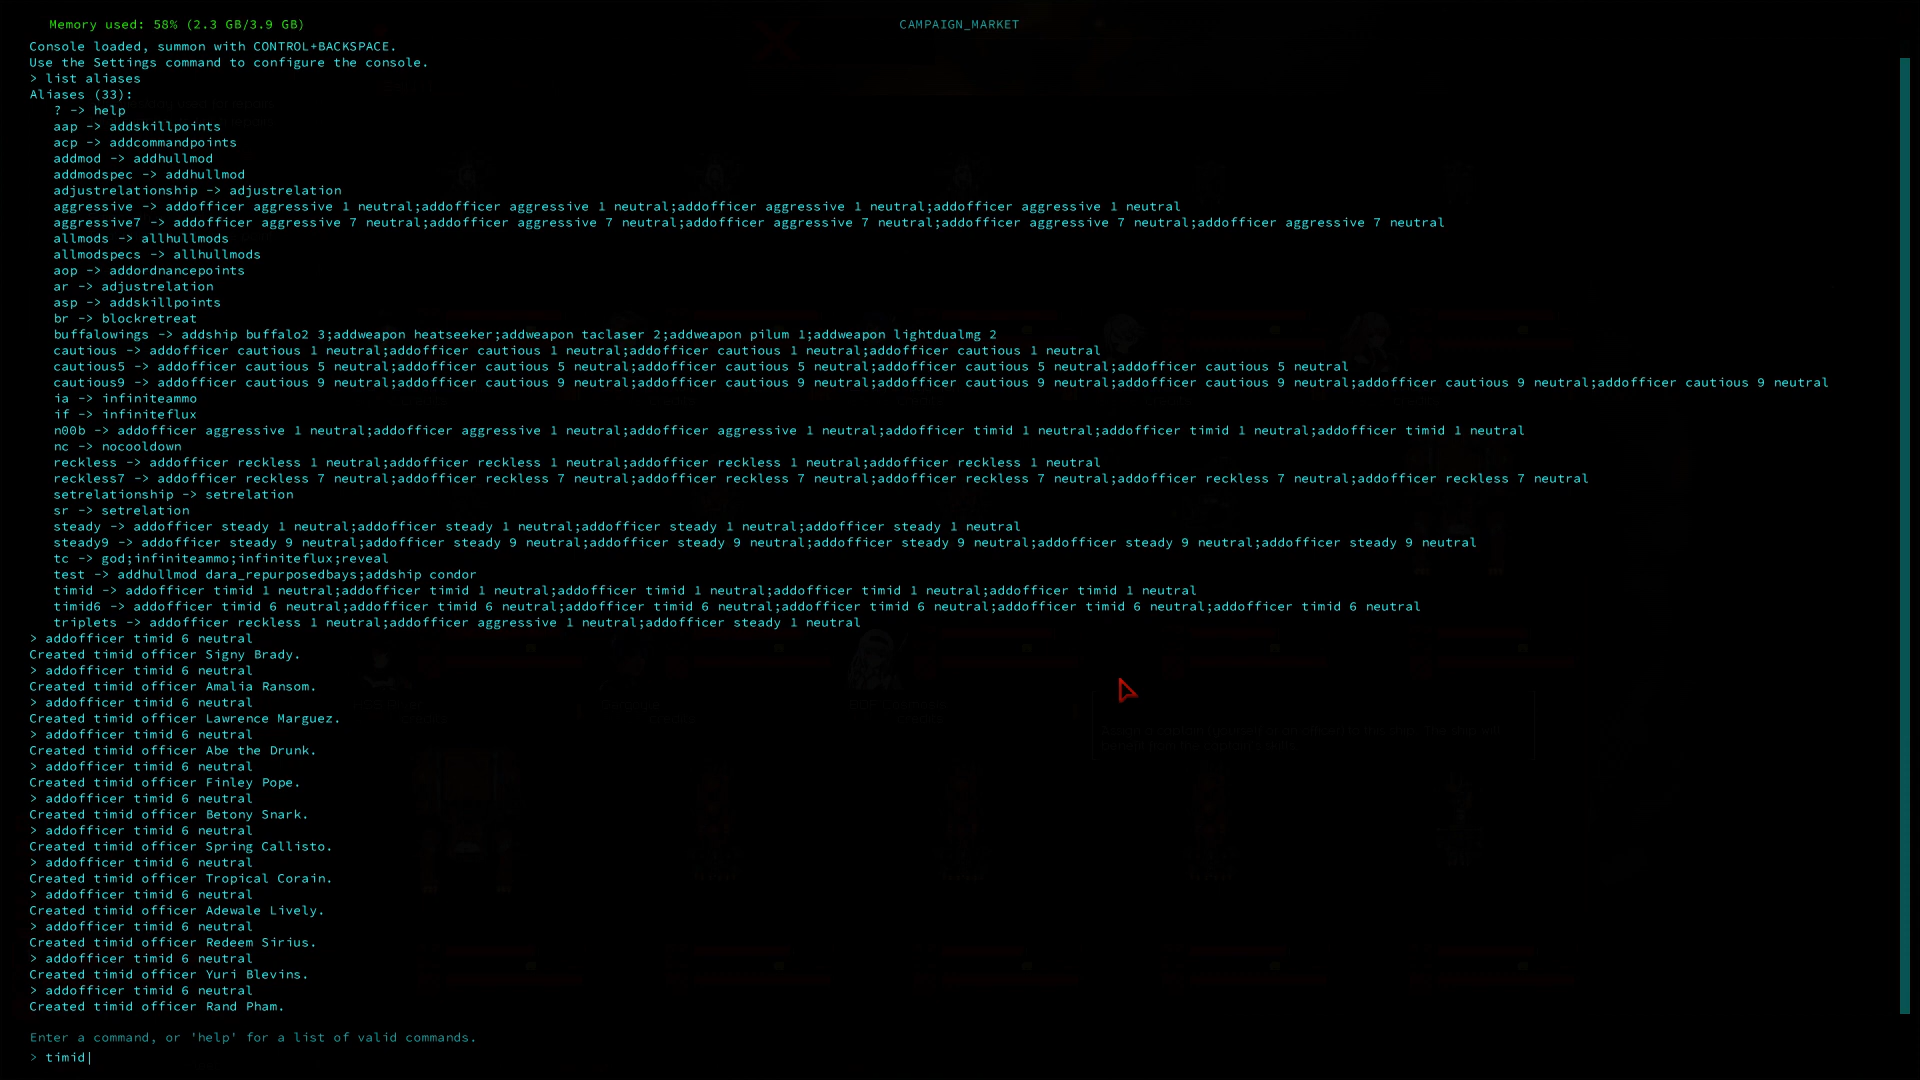 Memory used: 58% (2.3 GB/3.9 GB)
CAMPAIGN_MARKET
Console loaded, summon with CONTROL+BACKSPACE.
Use the Settings command to configure the console.
> list aliases
Aliases (33):
? -> help
aap -> addskillpoints
acp -> addcommandpoints
addmod -> addhullmod
addmodspec -> addhullmod
adjustrelationship -> adjustrelation
aggressive -> addofficer aggressive 1 neutral;addofficer aggressive 1 neutral;addofficer aggressive 1 neutral;addofficer aggressive 1 neutral
aggressive7 -> addofficer aggressive 7 neutral;addofficer aggressive 7 neutral;addofficer aggressive 7 neutral;addofficer aggressive 7 neutral;addofficer aggressive 7 neutral
allmods -> allhullmods
allmodspecs -> allhullmods
aop -> addordnancepoints
ar -> adjustrelation
asp -> addskillpoints
br -> blockretreat
buffalowings -> addship buffalo2 3;addweapon heatseeker;addweapon taclaser 2;addweapon pilum 1;addweapon lightdualmg 2
cautious -> addofficer cautious 1 neutral;addofficer cautious 1 neutral;addofficer cautious 1 neutral;addofficer cautious 1 neutral
cautious5 -> addofficer cautious 5 neutral;addofficer cautious 5 neutral;addofficer cautious 5 neutral;addofficer cautious 5 neutral;addofficer cautious 5 neutral
cautious9 -> addofficer cautious 9 neutral;addofficer cautious 9 neutral;addofficer cautious 9 neutral;addofficer cautious 9 neutral;addofficer cautious 9 neutral;addofficer cautious 9 neutral;addofficer cautious 9 neutral
ia -> infiniteammo
if -> infiniteflux
n00b -> addofficer aggressive 1 neutral;addofficer aggressive 1 neutral;addofficer aggressive 1 neutral;addofficer timid 1 neutral;addofficer timid 1 neutral;addofficer timid 1 neutral
nc -> nocooldown
reckless -> addofficer reckless 1 neutral;addofficer reckless 1 neutral;addofficer reckless 1 neutral;addofficer reckless 1 neutral
reckless7 -> addofficer reckless 7 neutral;addofficer reckless 7 neutral;addofficer reckless 7 neutral;addofficer reckless 7 neutral;addofficer reckless 7 neutral;addofficer reckless 7 neutral
setrelationship -> setrelation
sr -> setrelation
steady -> addofficer steady 1 neutral;addofficer steady 1 neutral;addofficer steady 1 neutral;addofficer steady 1 neutral
steady9 -> addofficer steady 9 neutral;addofficer steady 9 neutral;addofficer steady 9 neutral;addofficer steady 9 neutral;addofficer steady 9 neutral;addofficer steady 9 neutral
tc -> god;infiniteammo;infiniteflux;reveal
test -> addhullmod dara_repurposedbays;addship condor
timid -> addofficer timid 1 neutral;addofficer timid 1 neutral;addofficer timid 1 neutral;addofficer timid 1 neutral;addofficer timid 1 neutral
timid6 -> addofficer timid 6 neutral;addofficer timid 6 neutral;addofficer timid 6 neutral;addofficer timid 6 neutral;addofficer timid 6 neutral;addofficer timid 6 neutral
triplets -> addofficer reckless 1 neutral;addofficer aggressive 1 neutral;addofficer steady 1 neutral
> addofficer timid 6 neutral
Created timid officer Signy Brady.
> addofficer timid 6 neutral
Created timid officer Amalia Ransom.
> addofficer timid 6 neutral
Created timid officer Lawrence Marguez.
> addofficer timid 6 neutral
Created timid officer Abe the Drunk.
> addofficer timid 6 neutral
Created timid officer Finley Pope.
> addofficer timid 6 neutral
Created timid officer Betony Snark.
> addofficer timid 6 neutral
Created timid officer Spring Callisto.
> addofficer timid 6 neutral
Created timid officer Tropical Corain.
> addofficer timid 6 neutral
Created timid officer Adewale Lively.
> addofficer timid 6 neutral
Created timid officer Redeem Sirius.
> addofficer timid 6 neutral
Created timid officer Yuri Blevins.
> addofficer timid 6 neutral
Created timid officer Rand Pham.
Enter a command, or 'help' for a list of valid commands.
> timid|